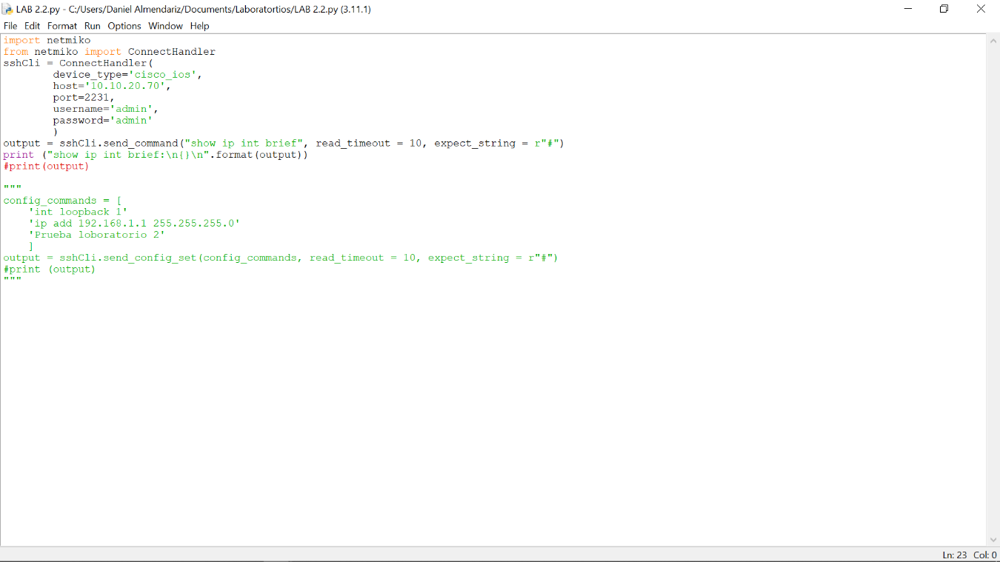 LAB 2.2.py - C:/Users/Daniel Almendariz/Documents/Laboratortios/LAB 2.2.py (3.11.1)
File Edit Format Run Options Window Help
import netmiko
from netmiko import ConnectHandler
sshCli = ConnectHandler(
        device_type='cisco_ios',
        host='10.10.20.70',
        port=2231,
        username='admin',
        password='admin'
        )
output = sshCli.send_command("show ip int brief", read_timeout = 10, expect_string = r"#")
print ("show ip int brief:\n{}\n".format(output))
#print(output)
"""
config_commands = [
    'int loopback 1'
    'ip add 192.168.1.1 255.255.255.0'
    'Prueba loboratorio 2'
    ]
output = sshCli.send_config_set(config_commands, read_timeout = 10, expect_string = r"#")
#print (output)
"""
Ln: 23 Col: 0